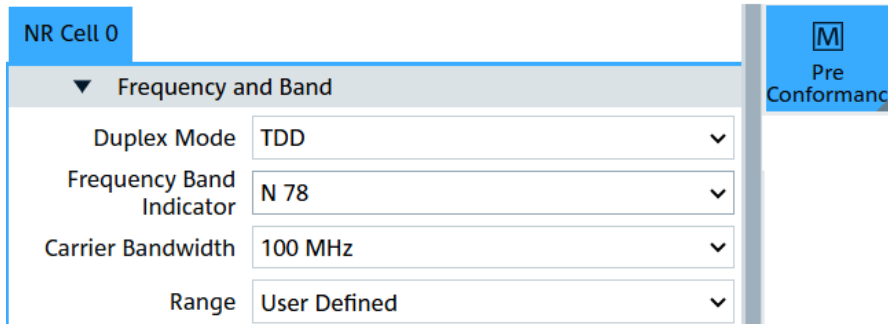 NR Cell 0
M
Pre
Conformanc
Frequency and Band
Duplex Mode TDD
Frequency Band
Indicator N 78
Carrier Bandwidth 100 MHz
Range User Defined